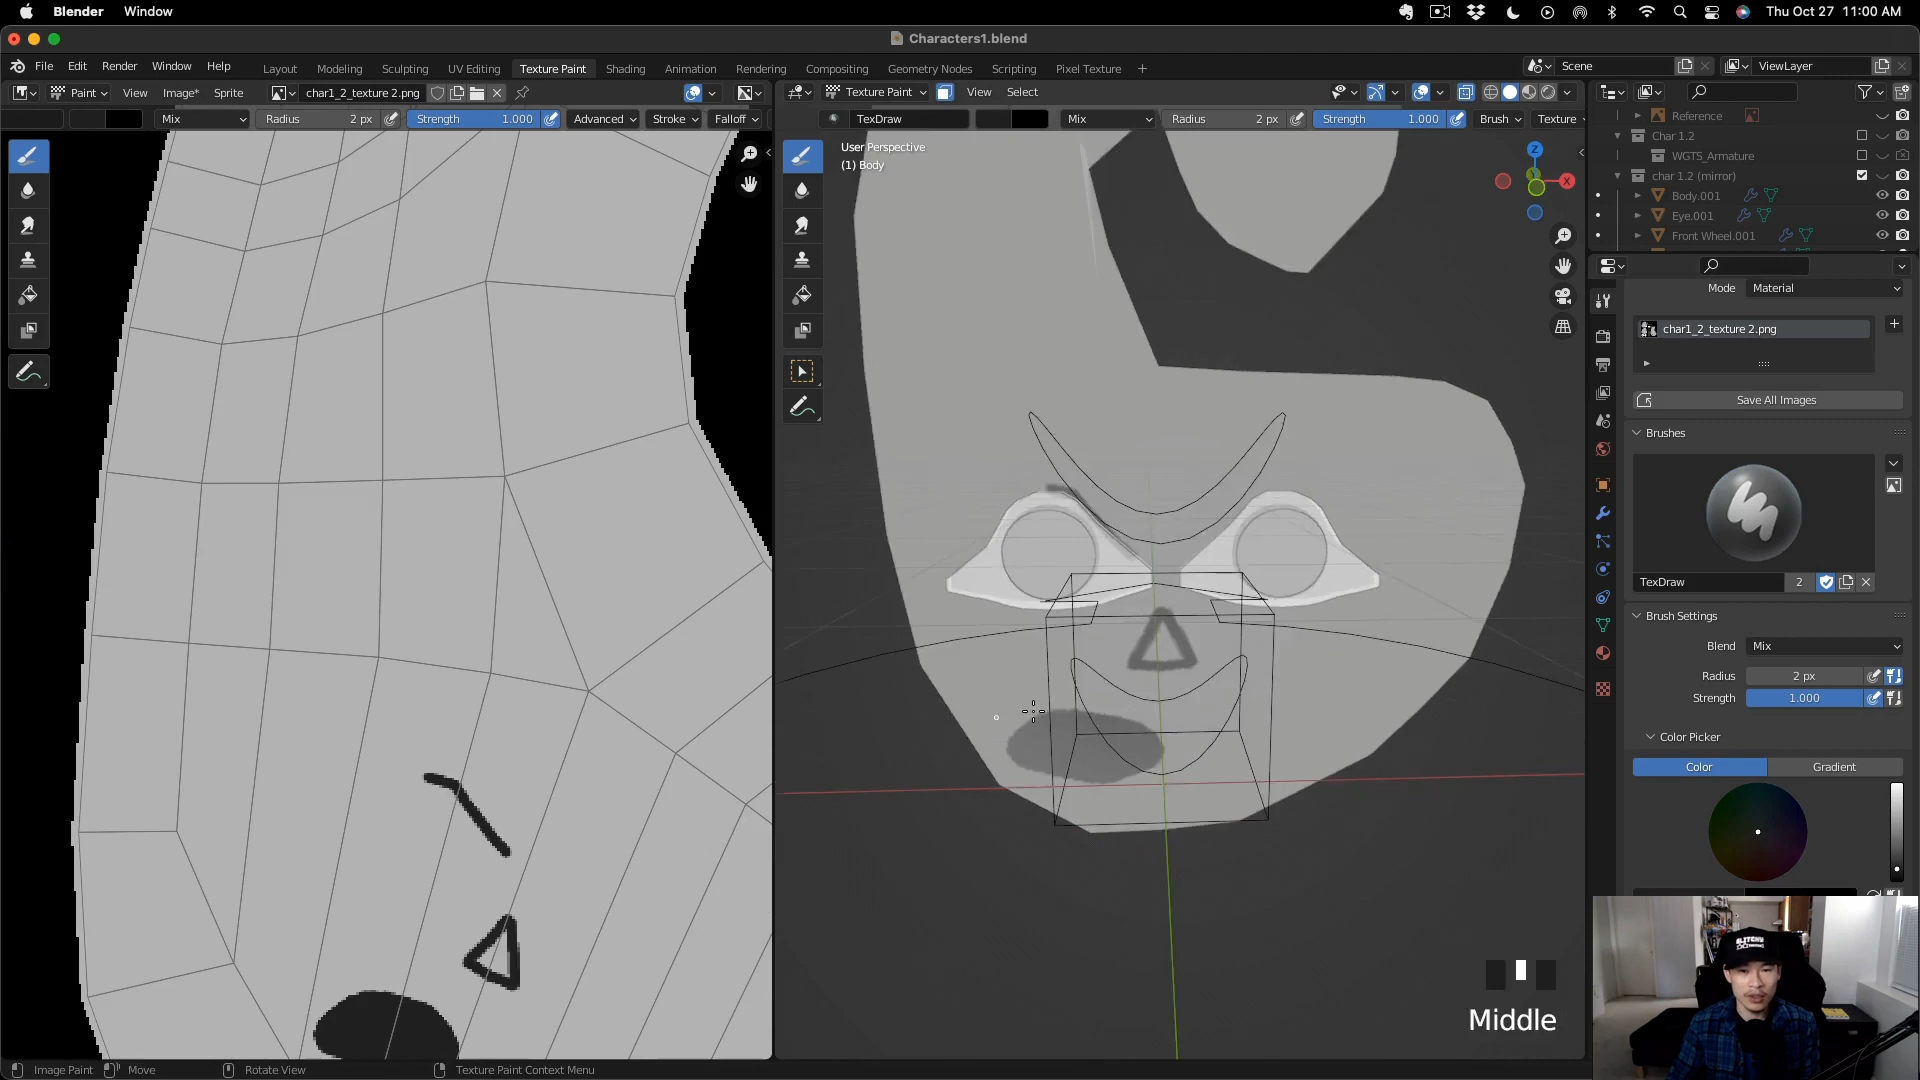 Blender Window
Thu Oct 27 11:00 AM
Characters1.blend
File Edit Render Window Help
Layout Modeling Sculpting UV Editing Texture Paint Shading Animation Rendering Compositing Geometry Nodes Scripting Pixel Texture +
Scene
ViewLayer
Paint View Image* Sprite
char1_2_texture 2.png
Texture Paint View Select
Mix Radius 2 px Strength 1.000 Advanced Stroke Falloff
TexDraw Mix Radius 2 px Strength 1.000 Brush Texture
Reference
Char 1.2
WGTS_Armature
char 1.2 (mirror)
Body.001
Eye.001
Front Wheel.001
User Perspective
(1) Body
Z
X
Mode Material
char1_2_texture 2.png
Save All Images
Brushes
TexDraw 2
Brush Settings
Blend Mix
Radius 2 px
Strength 1.000
Color Picker
Color Gradient
GLITCHU
Middle
Image Paint Move Rotate View Texture Paint Context Menu